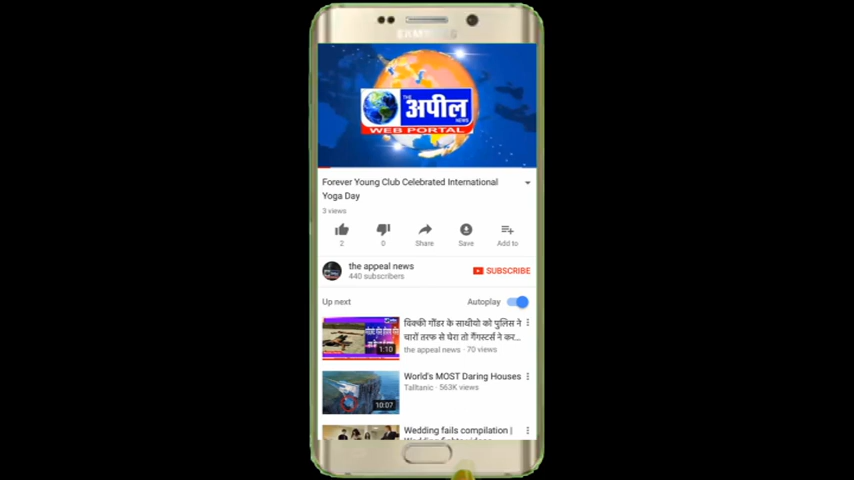 SAMSUNG
THE
अपील
NEWS
WEB PORTAL
Forever Young Club Celebrated International
Yoga Day
3 views
2
0
Share
Save
Add to
the appeal news
440 subscribers
SUBSCRIBE
Up next
Autoplay
विक्की गौंडर के साथीयो को पुलिस ने
चारों तरफ से घेरा तो गैंगस्टर्स ने कर...
the appeal news · 70 views
1:10
World's MOST Daring Houses
Talltanic · 563K views
10:07
Wedding fails compilation |